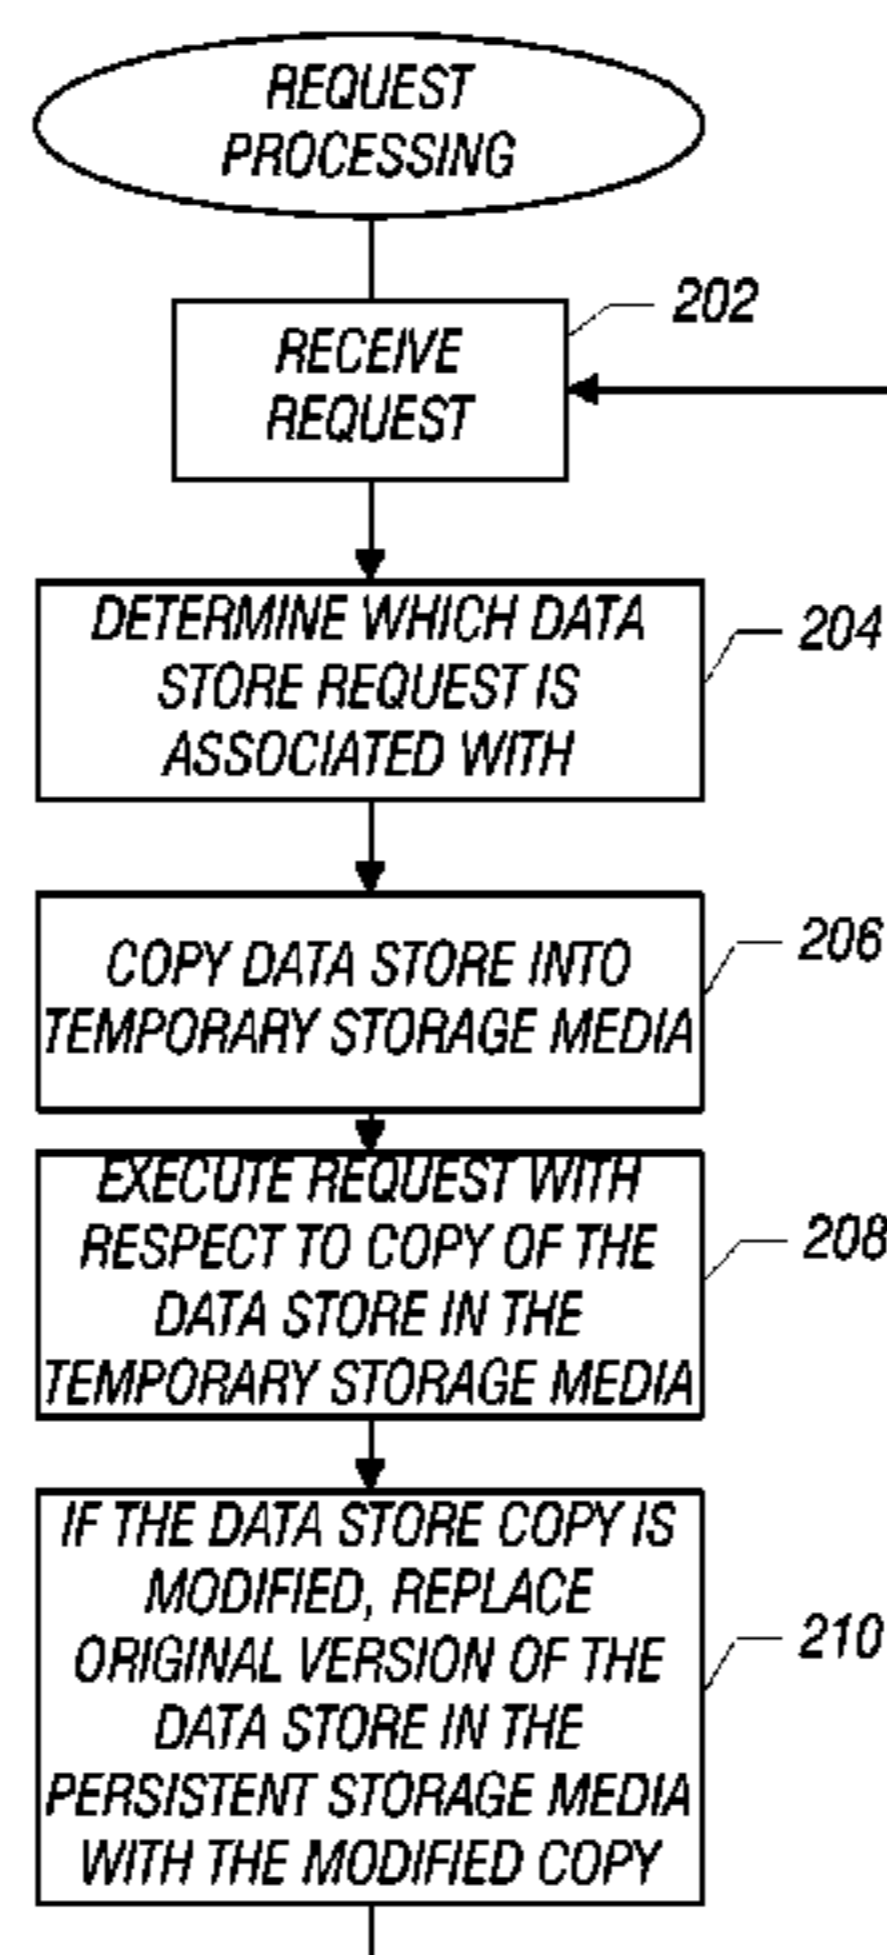 REQUEST
PROCESSING
RECEIVE
REQUEST
202
DETERMINE WHICH DATA
STORE REQUEST IS
ASSOCIATED WITH
204
COPY DATA STORE INTO
TEMPORARY STORAGE MEDIA
206
EXECUTE REQUEST WITH
RESPECT TO COPY OF THE
DATA STORE IN THE
TEMPORARY STORAGE MEDIA
208
IF THE DATA STORE COPY IS
MODIFIED, REPLACE
ORIGINAL VERSION OF THE
DATA STORE IN THE
PERSISTENT STORAGE MEDIA
WITH THE MODIFIED COPY
210